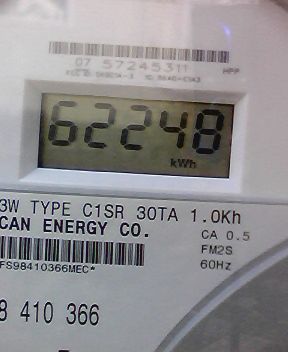 07 57245311
62248
kWh
3W TYPE C1SR 30TA 1.0Kh
CAN ENERGY CO. CA 0.5
FM2S
FS98410366MEC* 60Hz
8 410 366